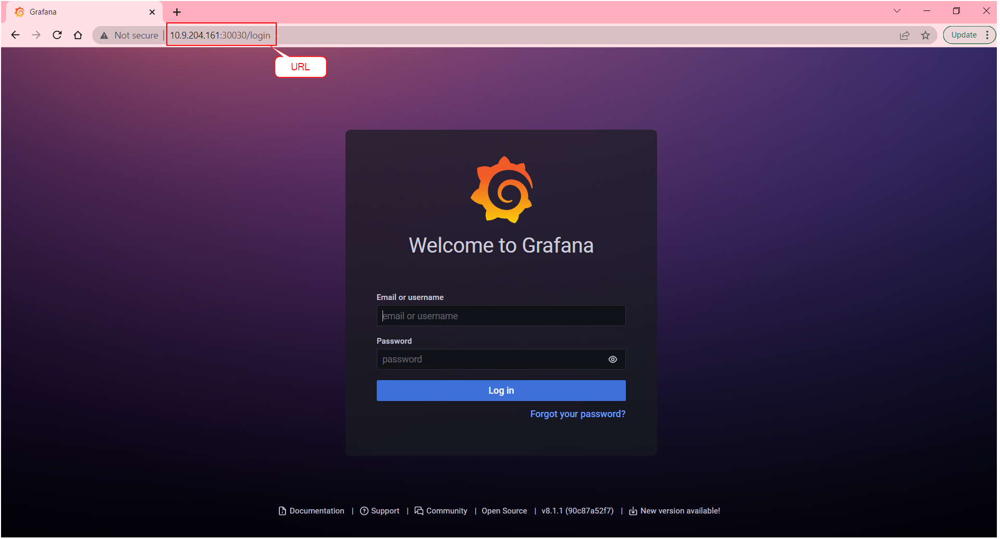 Grafana
Not secure | 10.9.204.161:30030/login
Update
URL
Welcome to Grafana
Email or username
email or username
Password
password
Log in
Forgot your password?
Documentation | Support | Community | Open Source | v8.1.1 (90c87a52f7) | New version available!